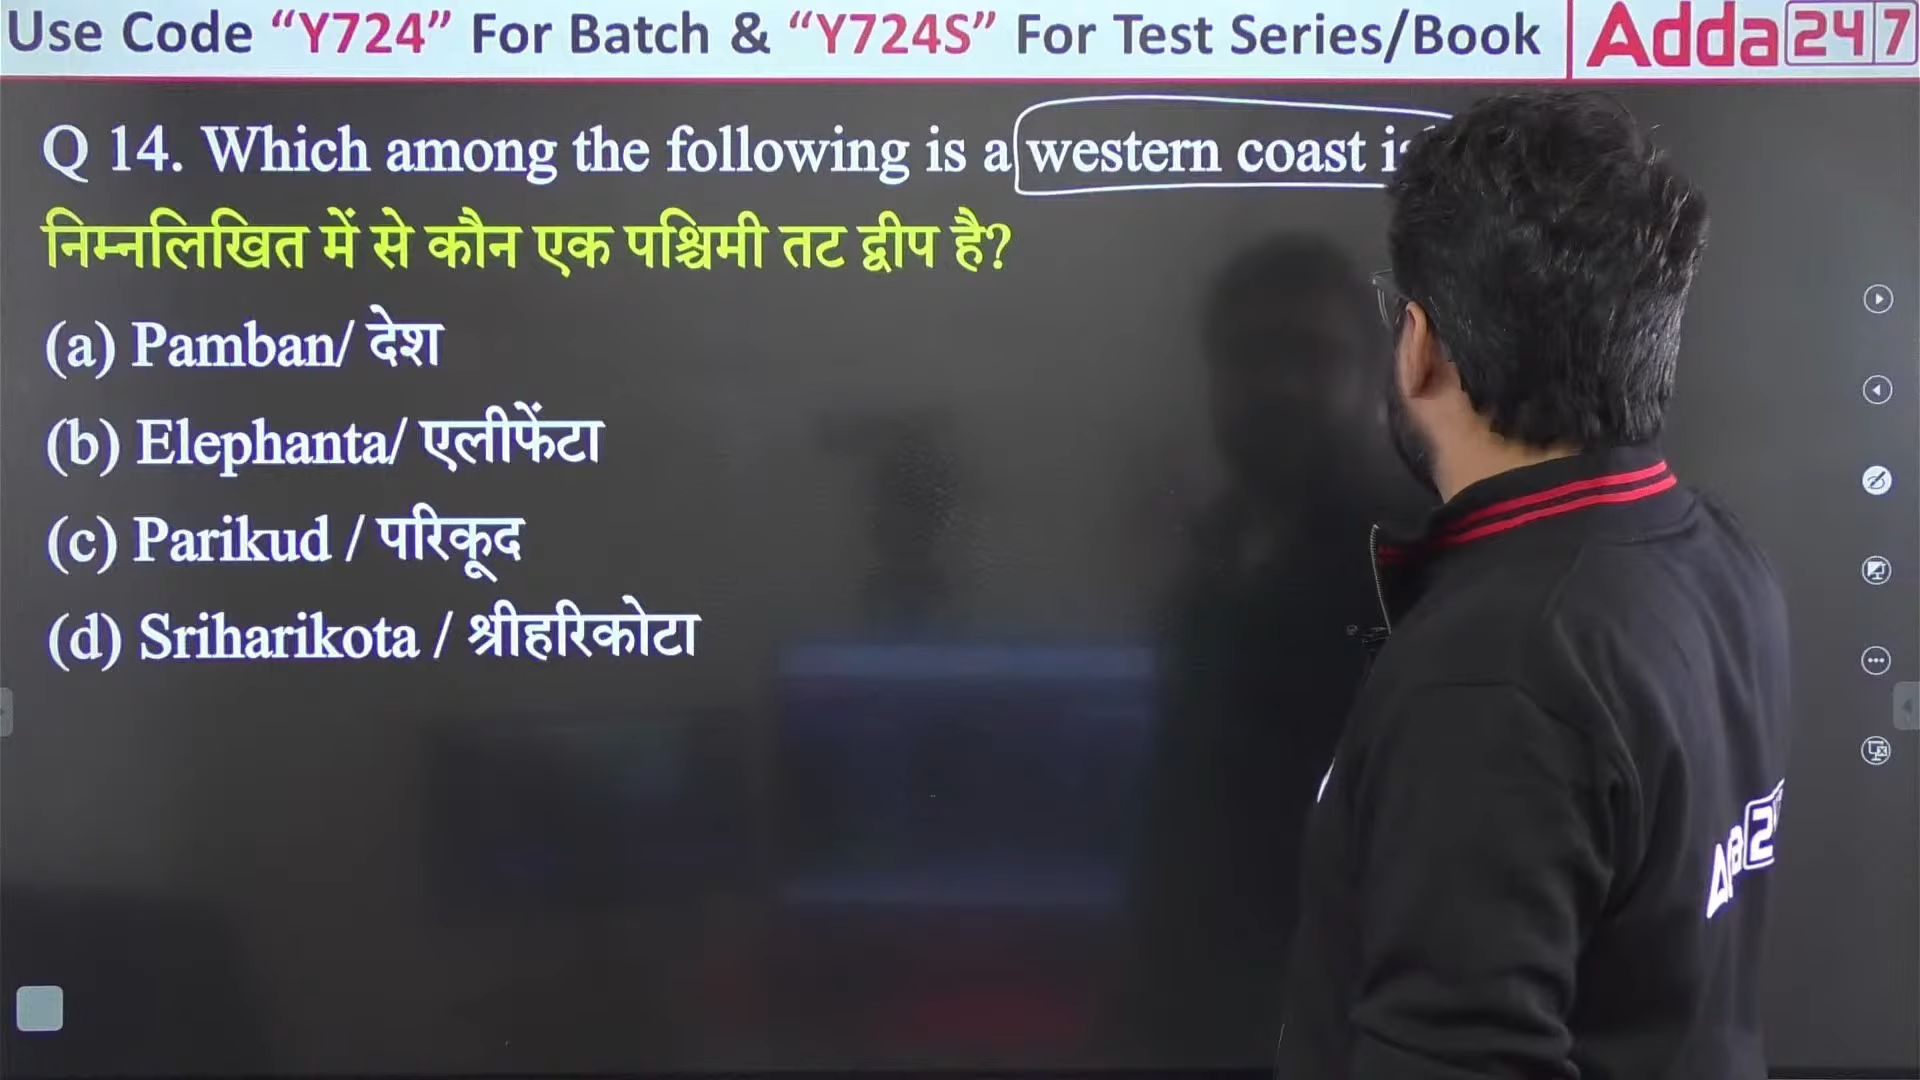 Use Code “Y724” For Batch & “Y724S” For Test Series/Book
Adda247
Q 14. Which among the following is a western coast
निम्नलिखित में से कौन एक पश्चिमी तट द्वीप है?
(a) Pamban/ देश
(b) Elephanta/ एलीफेंटा
(c) Parikud / परिकूद
(d) Sriharikota / श्रीहरिकोटा